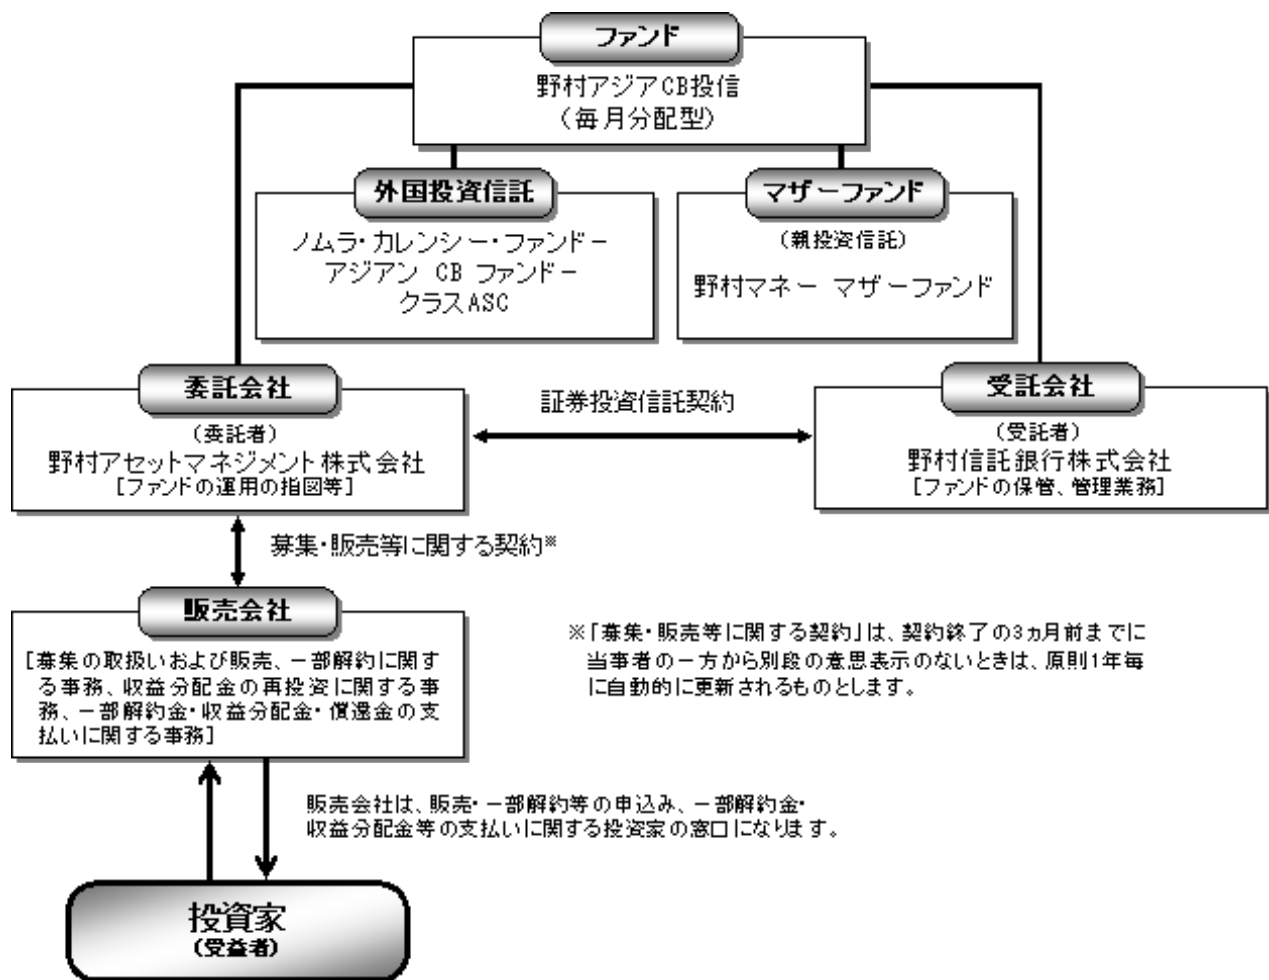 ファンド
野村アジアCB投信
(毎月分配型)
外国投資信託
ノムラ・カレンシー・ファンド－
アジアン CB ファンド－
クラスASC
マザーファンド
(親投資信託)
野村マネー マザーファンド
委託会社
(委託者)
野村アセットマネジメント株式会社
[ファンドの運用の指図等]
証券投資信託契約
受託会社
(受託者)
野村信託銀行株式会社
[ファンドの保管、管理業務]
募集・販売等に関する契約※
販売会社
[募集の取扱いおよび販売、一部解約に関す
る事務、収益分配金の再投資に関する事
務、一部解約金・収益分配金・償還金の支
払いに関する事務]
※「募集・販売等に関する契約」は、契約終了の3ヵ月前までに
当事者の一方から別段の意思表示のないときは、原則1年毎
に自動的に更新されるものとします。
販売会社は、販売・一部解約等の申込み、一部解約金・
収益分配金等の支払いに関する投資家の窓口になります。
投資家
(受益者)